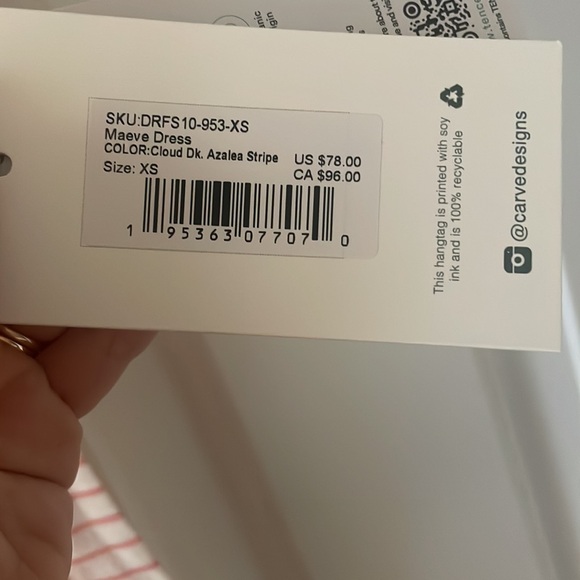 SKU:DRFS10-953-XS
Maeve Dress
COLOR:Cloud Dk. Azalea Stripe
US $78.00
Size: XS
CA $96.00
1 95363 07707 0
This hangtag is printed with soy
ink and is 100% recyclable
@carvedesigns